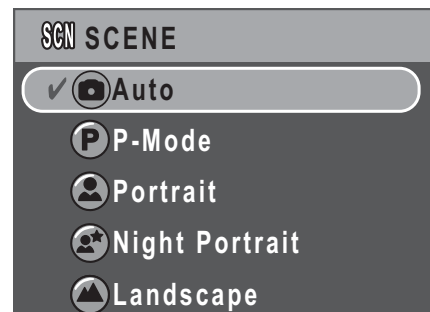 SCN SCENE
Auto
P P-Mode
Portrait
Night Portrait
Landscape